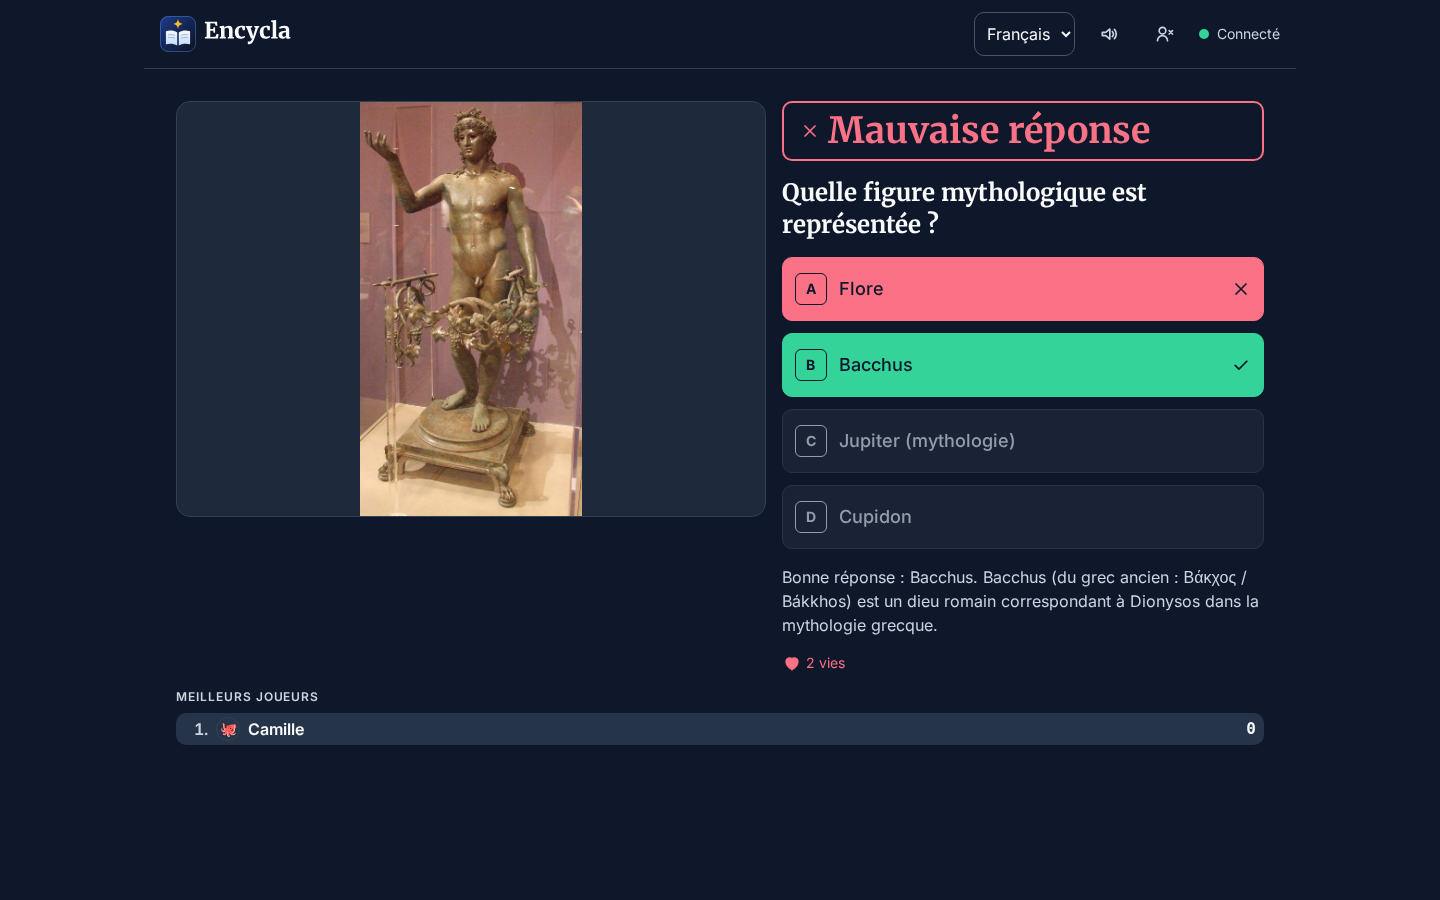 Encycla
Français
Connecté
Mauvaise réponse
Quelle figure mythologique est
représentée ?
A Flore
B Bacchus
C Jupiter (mythologie)
D Cupidon
Bonne réponse : Bacchus. Bacchus (du grec ancien : Βάκχος /
Bákkhos) est un dieu romain correspondant à Dionysos dans la
mythologie grecque.
2 vies
MEILLEURS JOUEURS
1. Camille 0